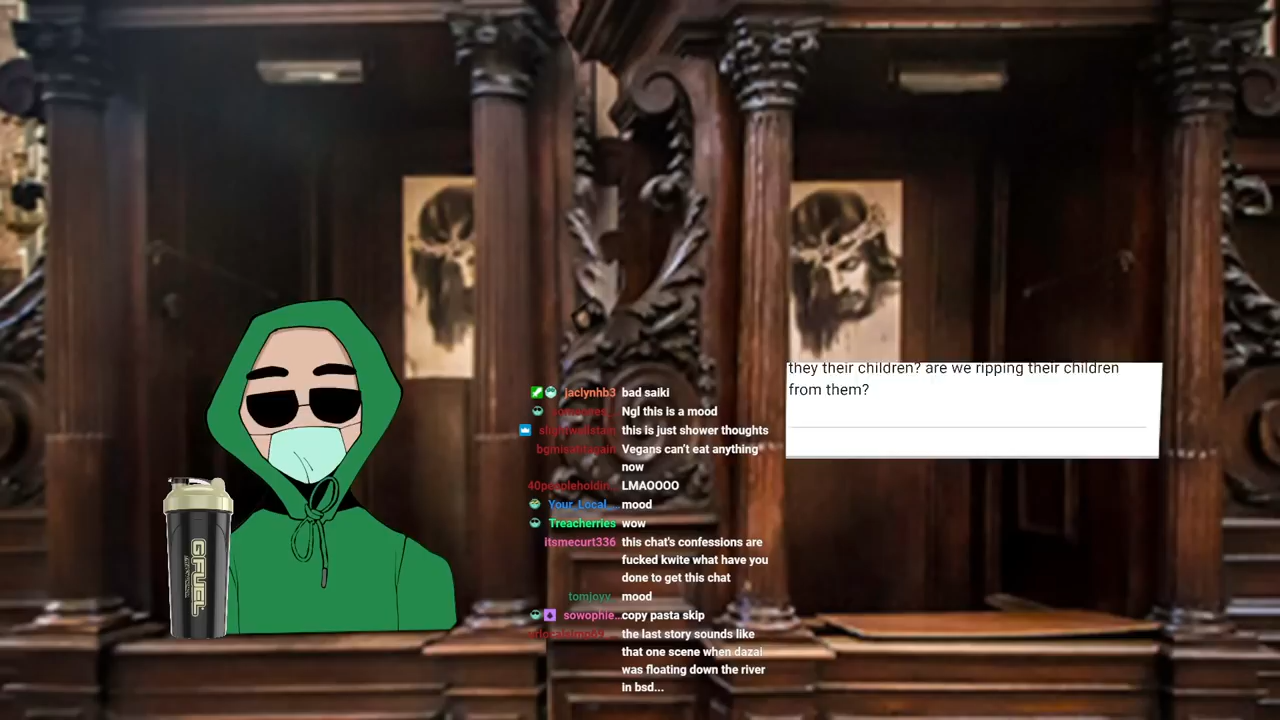 they their children? are we ripping their children
from them?
jaclynhb3 bad saiki
Ngl this is a mood
this is just shower thoughts
Vegans can't eat anything
now
LMAOOOO
Your_Local... mood
Treacherries wow
itsmecurt336 this chat's confessions are
fucked kwite what have you
done to get this chat
tomjovv.. mood
sowophie... copy pasta skip
the last story sounds like
that one scene when dazai
was floating down the river
in bsd...
GFUEL